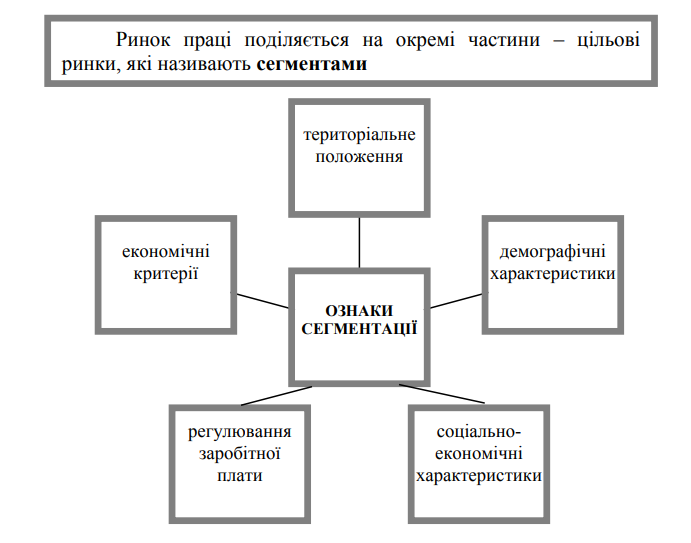 Ринок праці поділяється на окремі частини – цільові
ринки, які називають сегментами
територіальне
положення
економічні
критерії
демографічні
характеристики
ОЗНАКИ
СЕГМЕНТАЦІЇ
регулювання
заробітної
плати
соціально-
економічні
характеристики